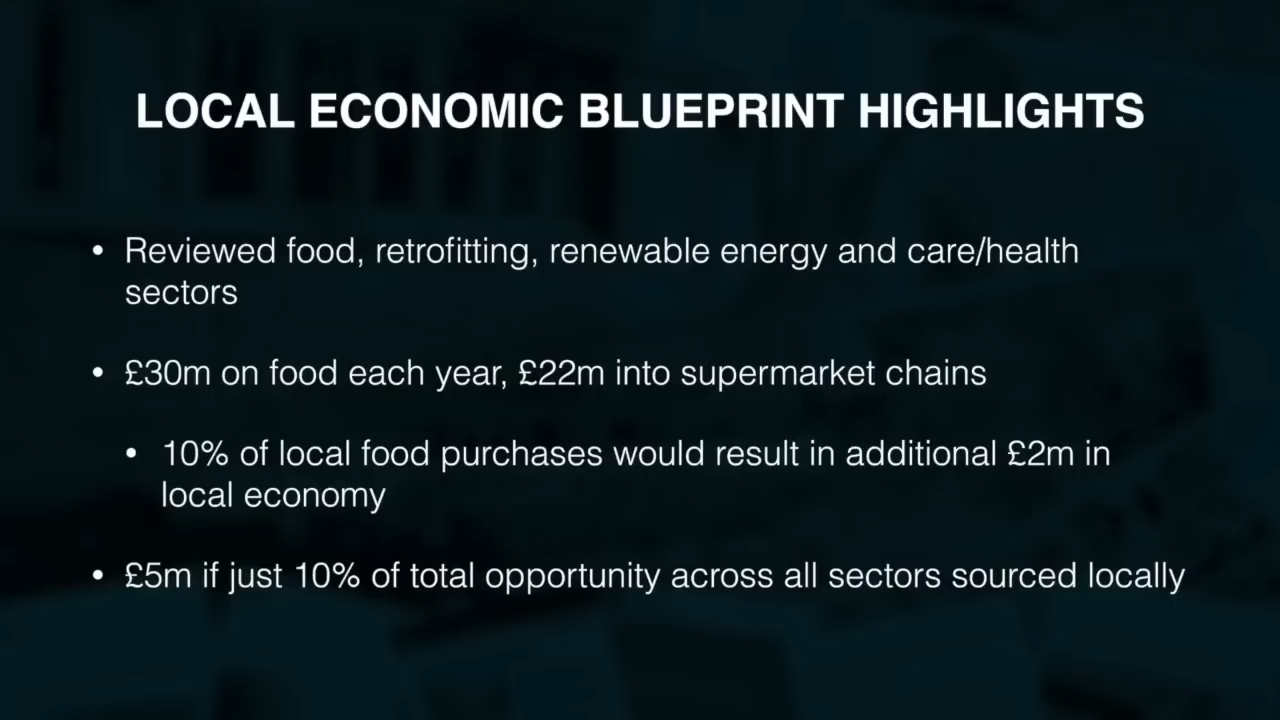 LOCAL ECONOMIC BLUEPRINT HIGHLIGHTS
• Reviewed food, retrofitting, renewable energy and care/health
sectors
• £30m on food each year, £22m into supermarket chains
• 10% of local food purchases would result in additional £2m in
local economy
• £5m if just 10% of total opportunity across all sectors sourced locally